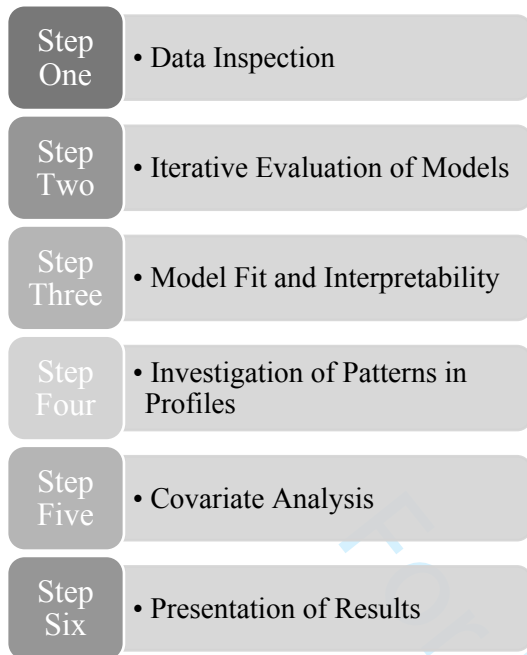 Step
One
• Data Inspection
Step
Two
• Iterative Evaluation of Models
Step
Three
• Model Fit and Interpretability
Step
Four
• Investigation of Patterns in
Profiles
Step
Five
• Covariate Analysis
Step
Six
• Presentation of Results
For